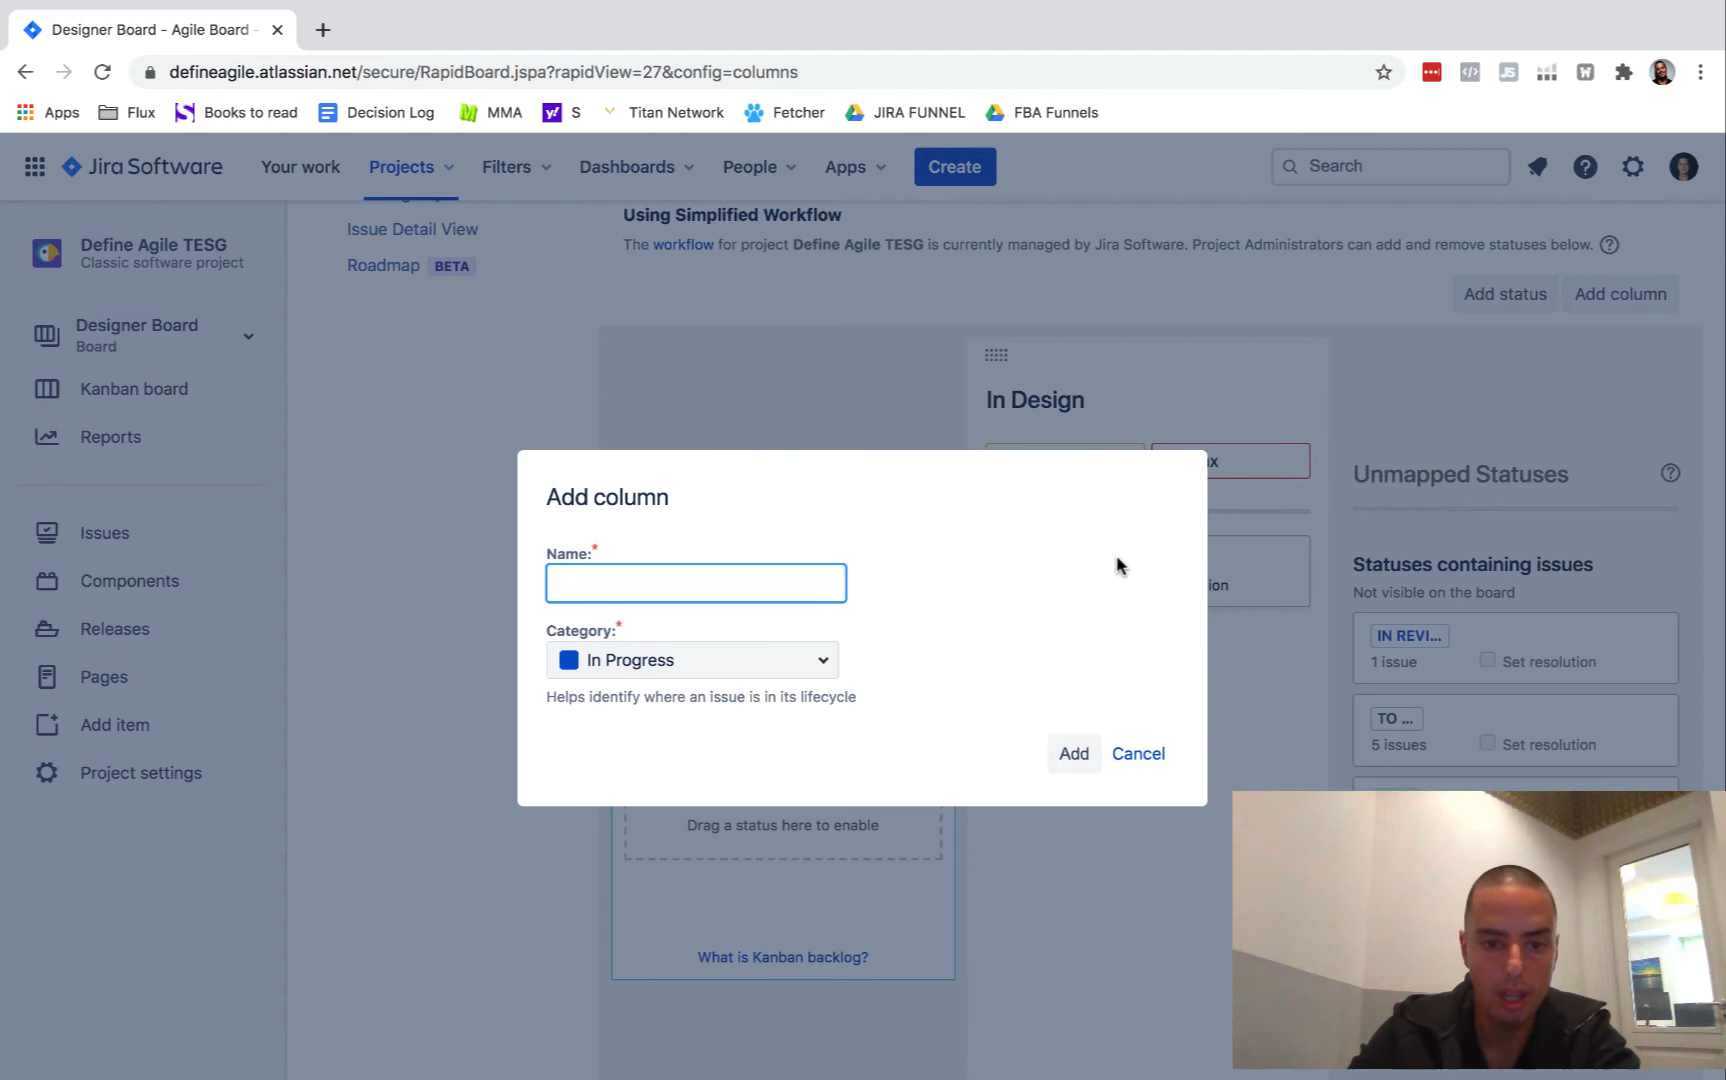 Designer Board - Agile Board -
defineagile.atlassian.net/secure/RapidBoard.jspa?rapidView=27&config=columns
Apps
Flux
Books to read
Decision Log
MMA
S
Titan Network
Fetcher
JIRA FUNNEL
FBA Funnels
Jira Software
Your work
Projects
Filters
Dashboards
People
Apps
Create
Search
Define Agile TESG
Classic software project
Designer Board
Board
Kanban board
Reports
Issues
Components
Releases
Pages
Add item
Project settings
Issue Detail View
Roadmap BETA
Using Simplified Workflow
The workflow for project Define Agile TESG is currently managed by Jira Software. Project Administrators can add and remove statuses below.
Add status
Add column
In Design
Unmapped Statuses
Statuses containing issues
Not visible on the board
IN REVI...
1 issue
Set resolution
TO ...
5 issues
Set resolution
Add column
Name:*
Category:*
In Progress
Helps identify where an issue is in its lifecycle
Add
Cancel
Drag a status here to enable
What is Kanban backlog?